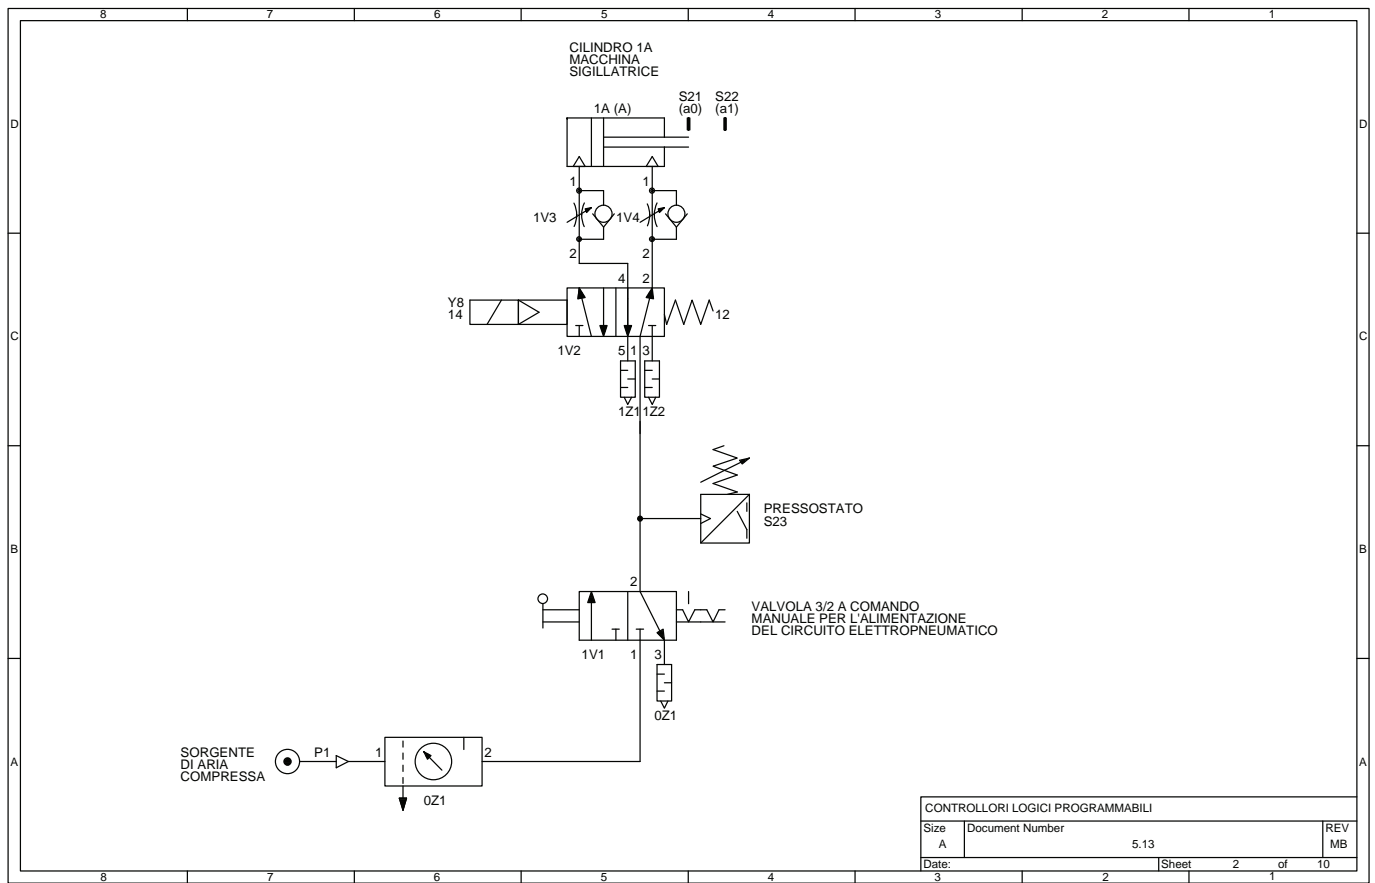 8 7 6 5 4 3 2 1
CILINDRO 1A
MACCHINA
SIGILLATRICE
S21 S22
(a0) (a1)
1A (A)
D D
1 1
1V3 1V4
2 2
4 2
Y8
14
12
1V2
5 1 3
C C
1Z1 1Z2
PRESSOSTATO
S23
B B
2
VALVOLA 3/2 A COMANDO
MANUALE PER L'ALIMENTAZIONE
DEL CIRCUITO ELETTROPNEUMATICO
1V1 1 3
0Z1
SORGENTE
DI ARIA
COMPRESSA
P1 1 2
A A
0Z1
CONTROLLORI LOGICI PROGRAMMABILI
Size Document Number REV
A 5.13 MB
Date: Sheet 2 of 10
8 7 6 5 4 3 2 1